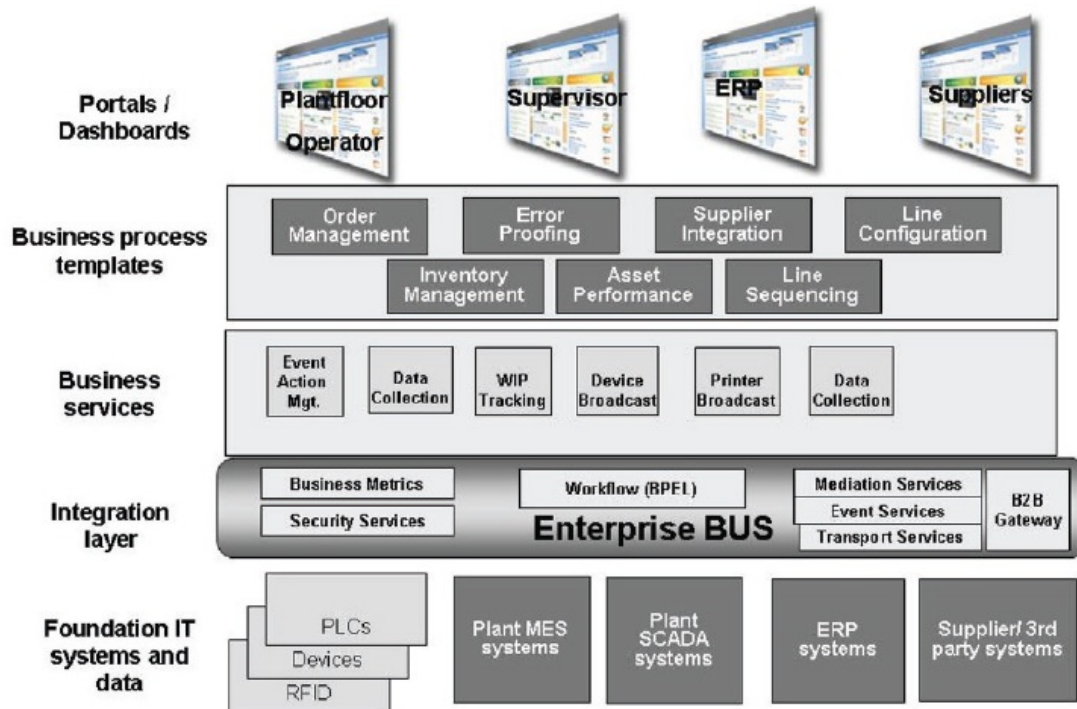 Portals /
Dashboards
Plantfloor
Operator
Supervisor
ERP
Suppliers
Business process
templates
Order
Management
Error
Proofing
Supplier
Integration
Line
Configuration
Inventory
Management
Asset
Performance
Line
Sequencing
Business
services
Event
Action
Mgt.
Data
Collection
WIP
Tracking
Device
Broadcast
Printer
Broadcast
Data
Collection
Integration
layer
Business Metrics
Security Services
Workflow (BPEL)
Enterprise BUS
Mediation Services
Event Services
Transport Services
B2B
Gateway
Foundation IT
systems and
data
PLCs
Devices
RFID
Plant MES
systems
Plant
SCADA
systems
ERP
systems
Supplier/ 3rd
party systems